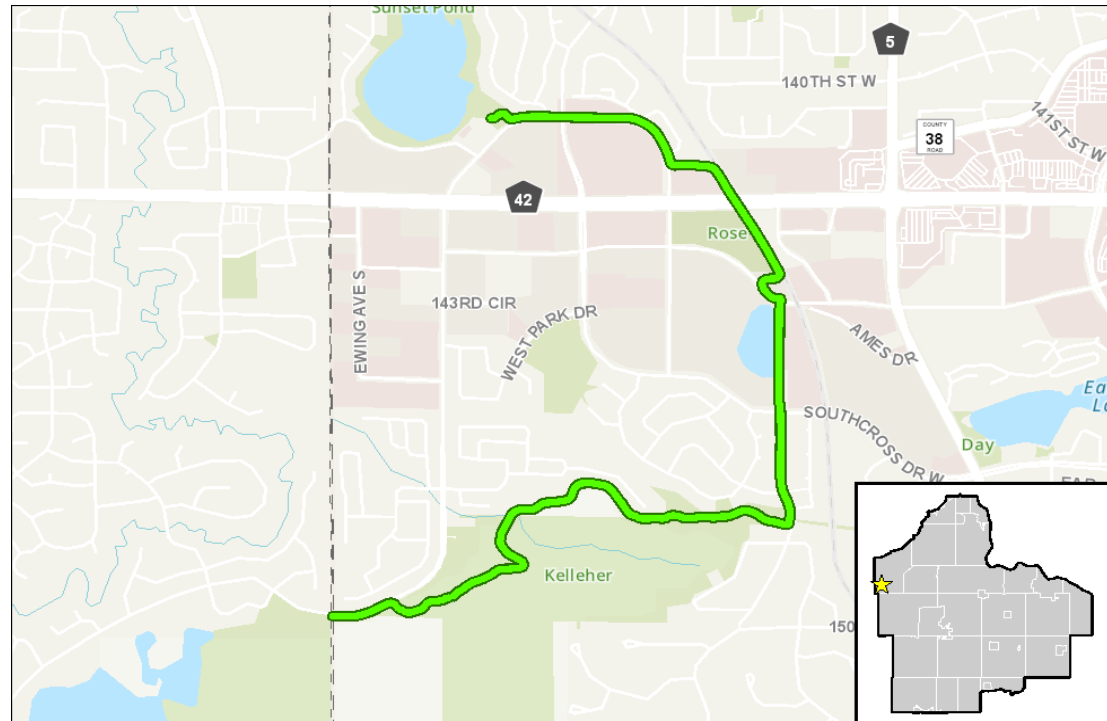 Sunset Pond
5
140TH ST W
141ST ST W
COUNTY
38
ROAD
42
Rose
EWING AVE S
143RD CIR
WEST PARK DR
AMES DR
SOUTHCROSS DR W
Day
Kelleher
150